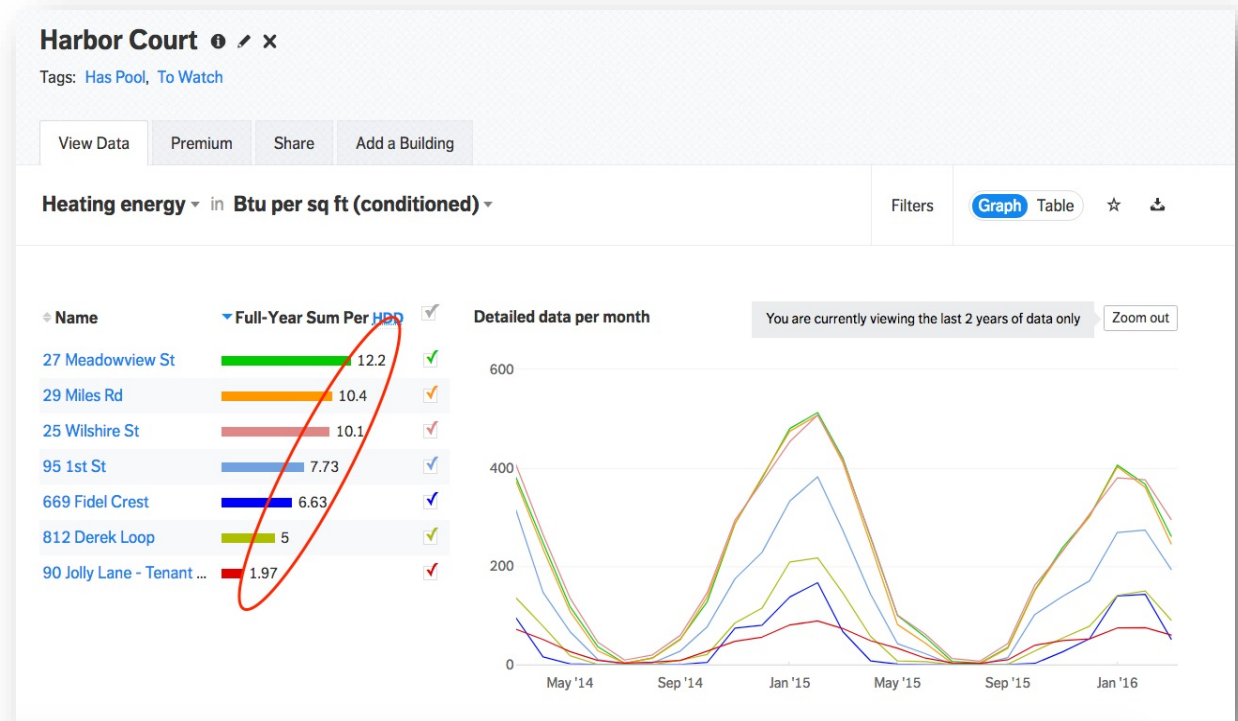 Harbor Court
Tags: Has Pool, To Watch
View Data Premium Share Add a Building
Heating energy in Btu per sq ft (conditioned)
Filters Graph Table
Name Full-Year Sum Per HDD
27 Meadowview St 12.2
29 Miles Rd 10.4
25 Wilshire St 10.1
95 1st St 7.73
669 Fidel Crest 6.63
812 Derek Loop 5
90 Jolly Lane - Tenant ... 1.97
Detailed data per month
You are currently viewing the last 2 years of data only Zoom out
600
400
200
0
May '14 Sep '14 Jan '15 May '15 Sep '15 Jan '16